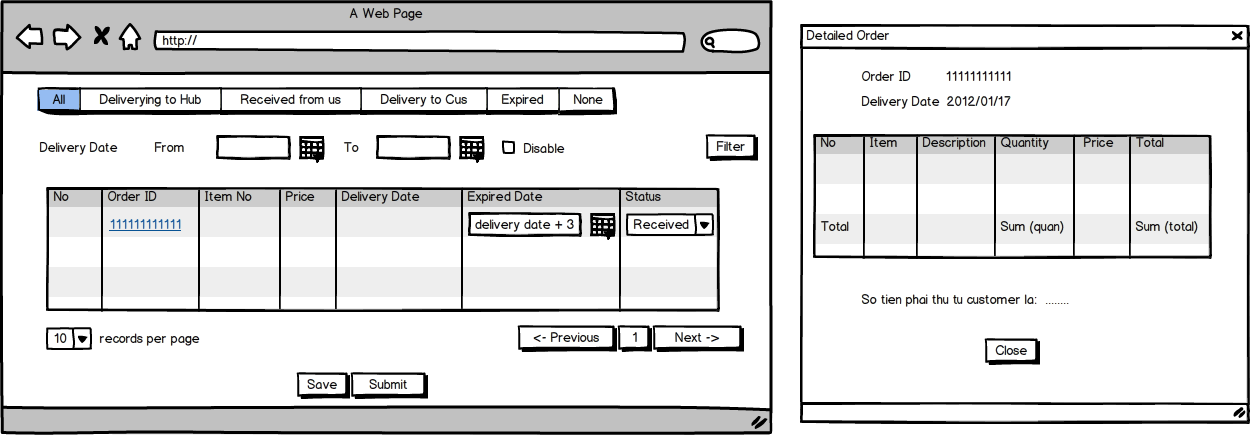 A Web Page
http://
All Deliverying to Hub Received from us Delivery to Cus Expired None
Delivery Date From To Disable Filter
No Order ID Item No Price Delivery Date Expired Date Status
111111111111 delivery date + 3 Received
10 records per page <- Previous 1 Next ->
Save Submit
Detailed Order
Order ID 11111111111
Delivery Date 2012/01/17
No Item Description Quantity Price Total
Total Sum (quan) Sum (total)
So tien phai thu tu customer la: ........
Close